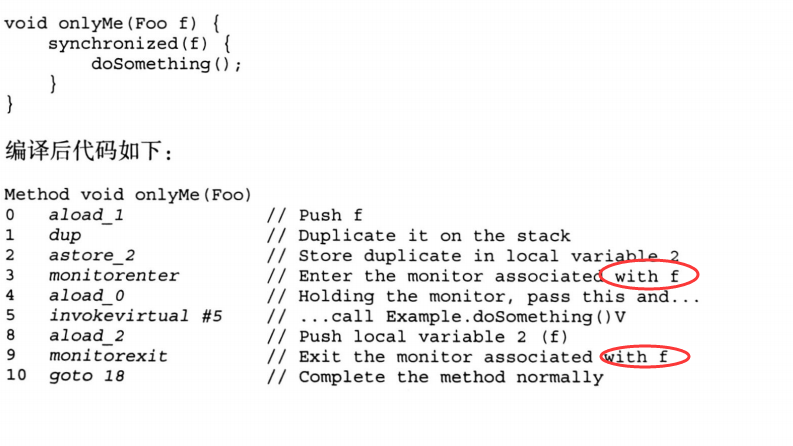 void onlyMe(Foo f) {
    synchronized(f) {
        doSomething();
    }
}
编译后代码如下：
Method void onlyMe(Foo)
0   aload_1             // Push f
1   dup                 // Duplicate it on the stack
2   astore_2            // Store duplicate in local variable 2
3   monitorenter        // Enter the monitor associated with f
4   aload_0             // Holding the monitor, pass this and...
5   invokevirtual #5    // ...call Example.doSomething()V
8   aload_2             // Push local variable 2 (f)
9   monitorexit         // Exit the monitor associated with f
10  goto 18             // Complete the method normally